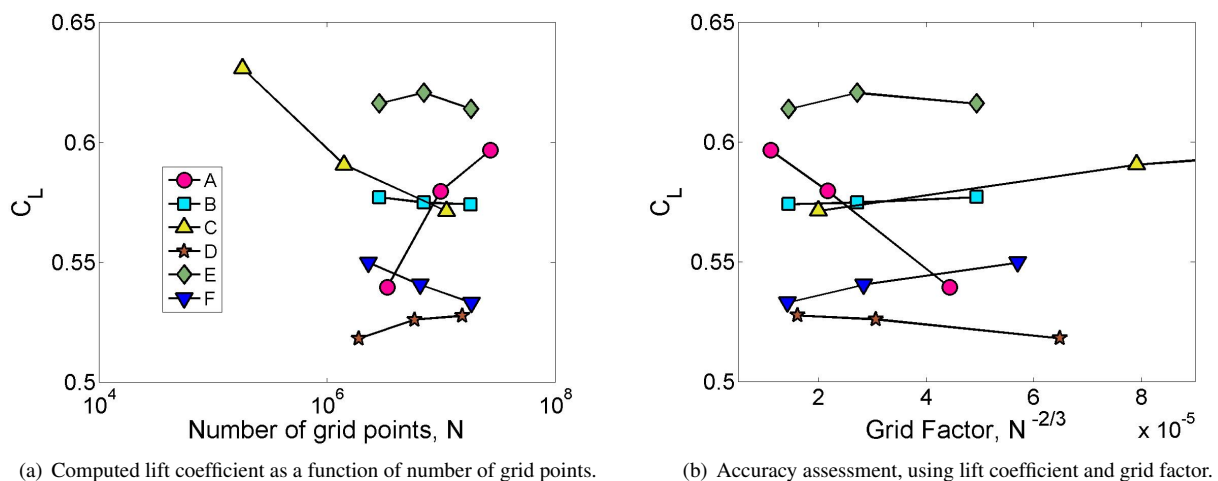 0.65
0.6
0.55
0.5
C_L
A
B
C
D
E
F
10^4
10^6
10^8
Number of grid points, N
(a) Computed lift coefficient as a function of number of grid points.
0.65
0.6
0.55
0.5
C_L
2
4
6
8
x 10^-5
Grid Factor, N^-2/3
(b) Accuracy assessment, using lift coefficient and grid factor.